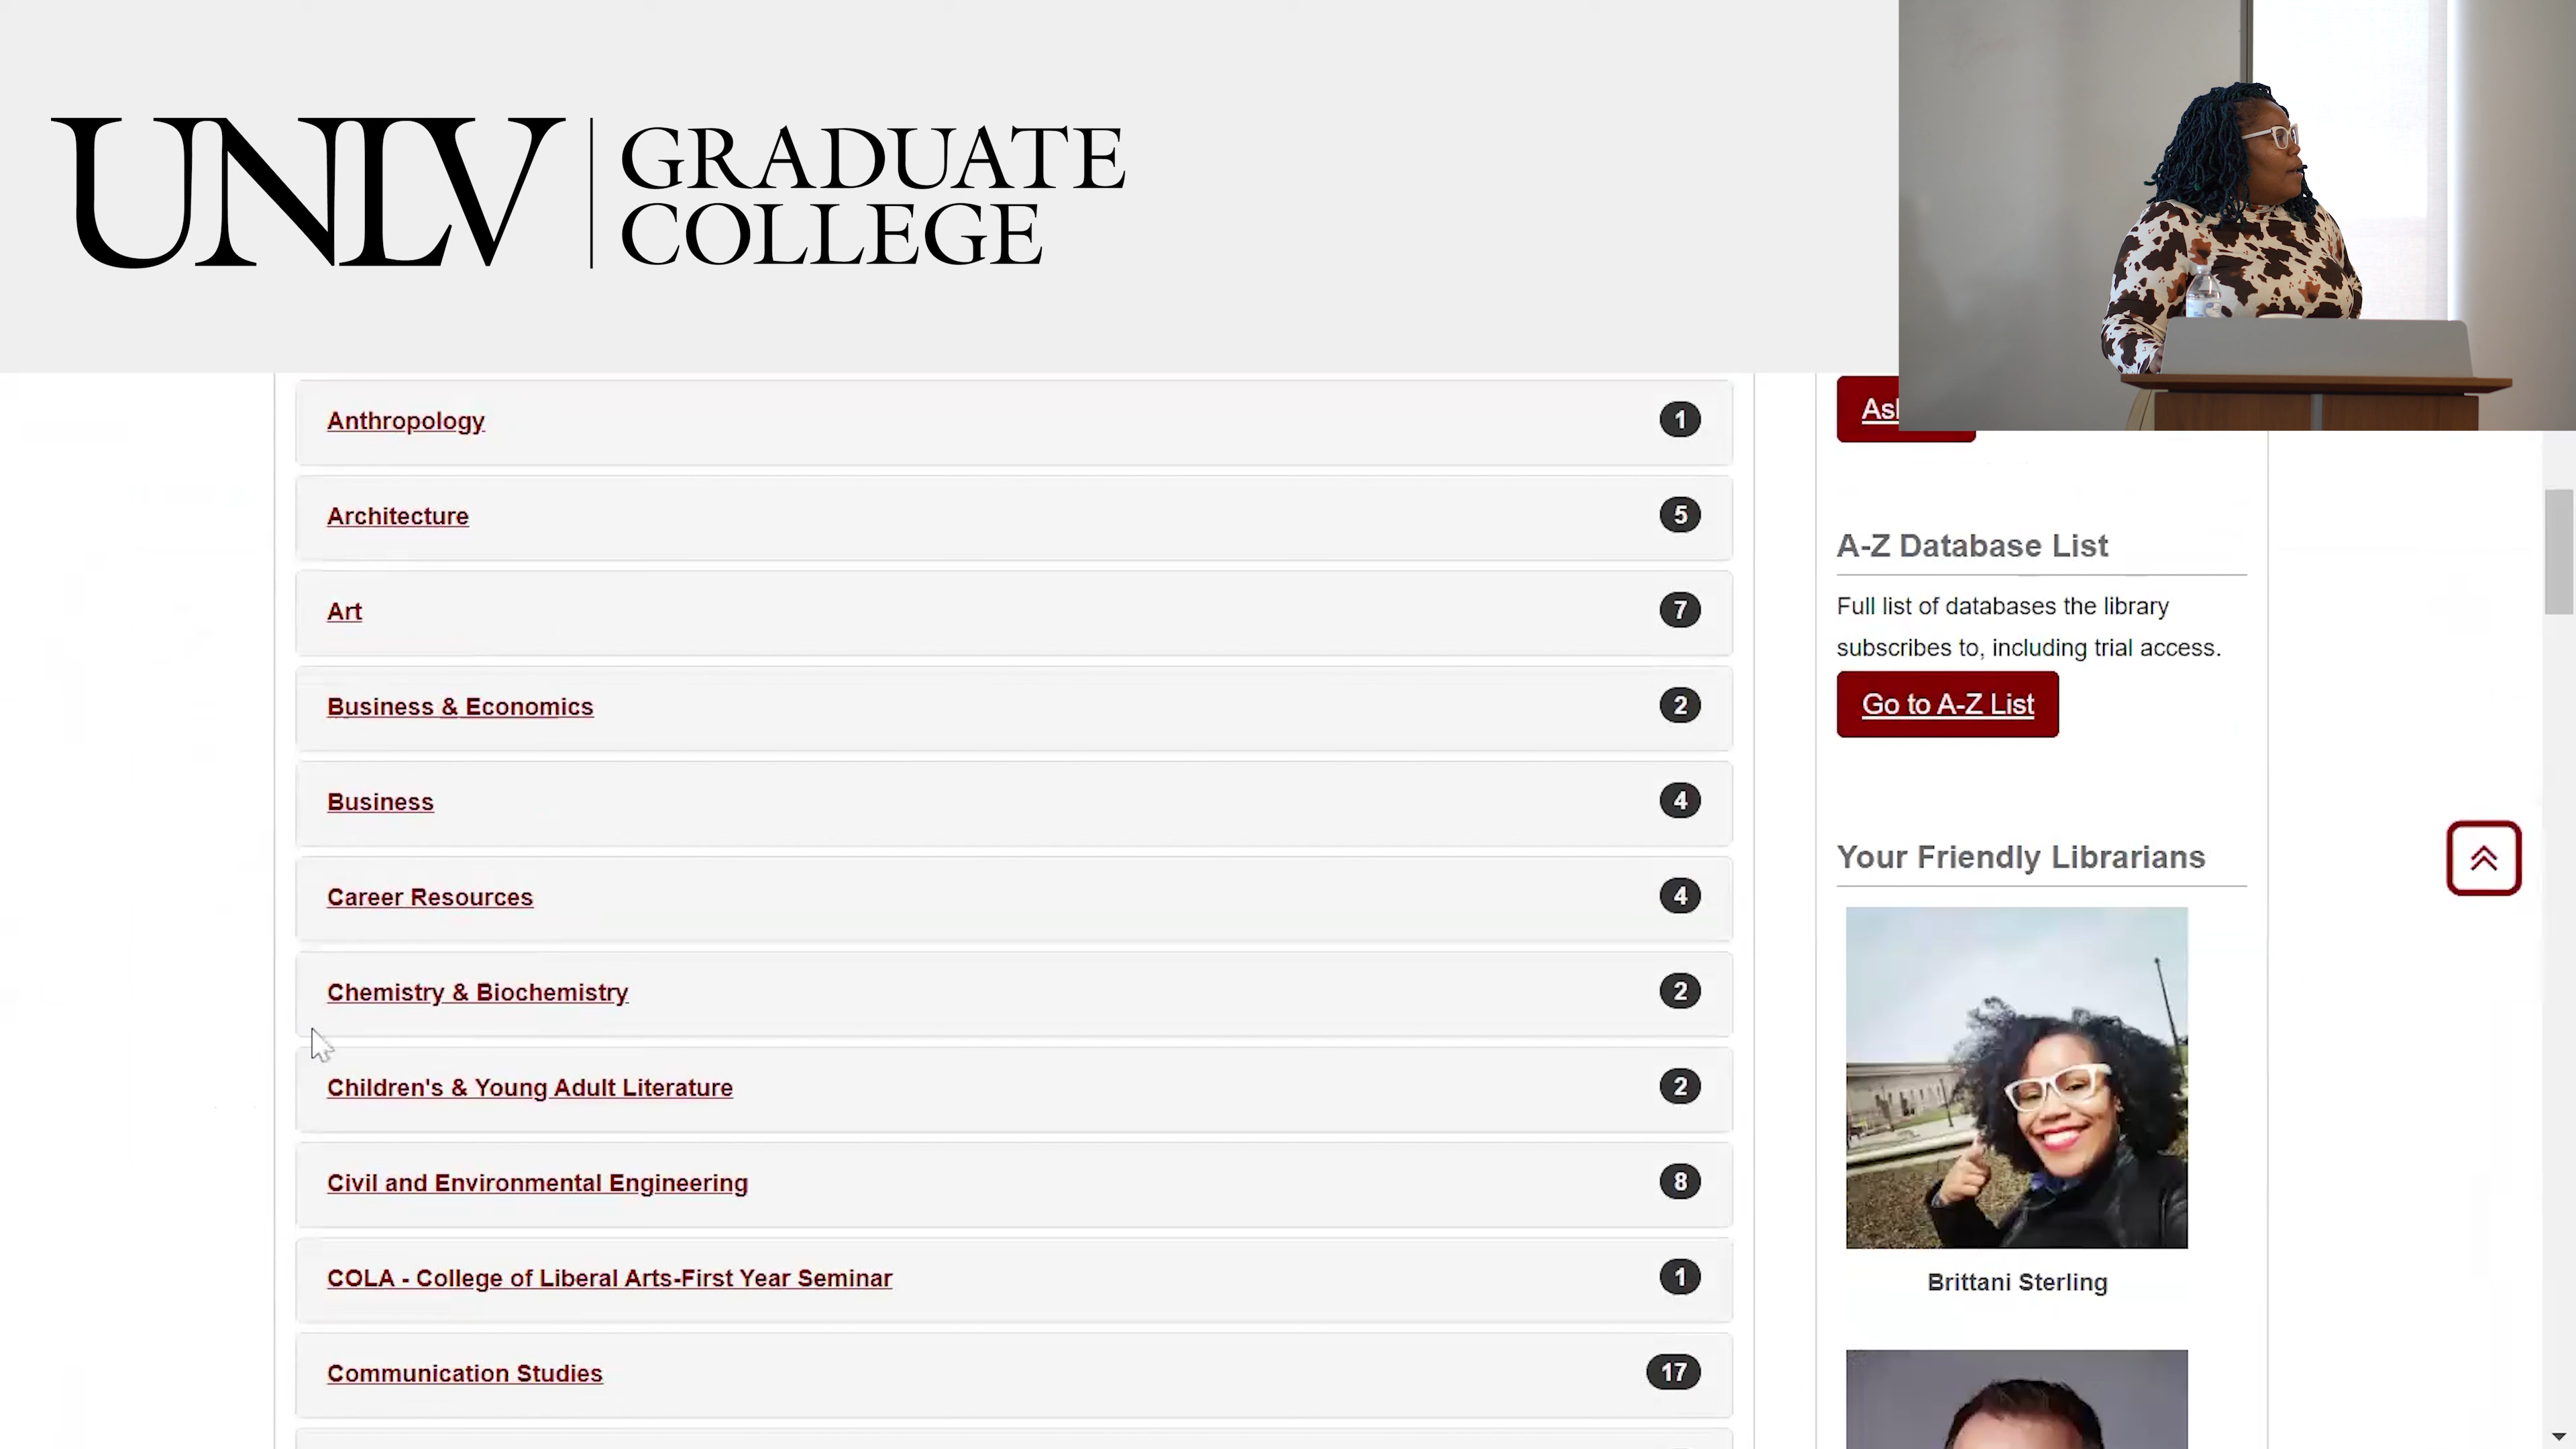 UNLV
GRADUATE
COLLEGE
Anthropology 1
Architecture 5
Art 7
Business & Economics 2
Business 4
Career Resources 4
Chemistry & Biochemistry 2
Children's & Young Adult Literature 2
Civil and Environmental Engineering 8
COLA - College of Liberal Arts-First Year Seminar 1
Communication Studies 17
A-Z Database List
Full list of databases the library
subscribes to, including trial access.
Go to A-Z List
Your Friendly Librarians
Brittani Sterling